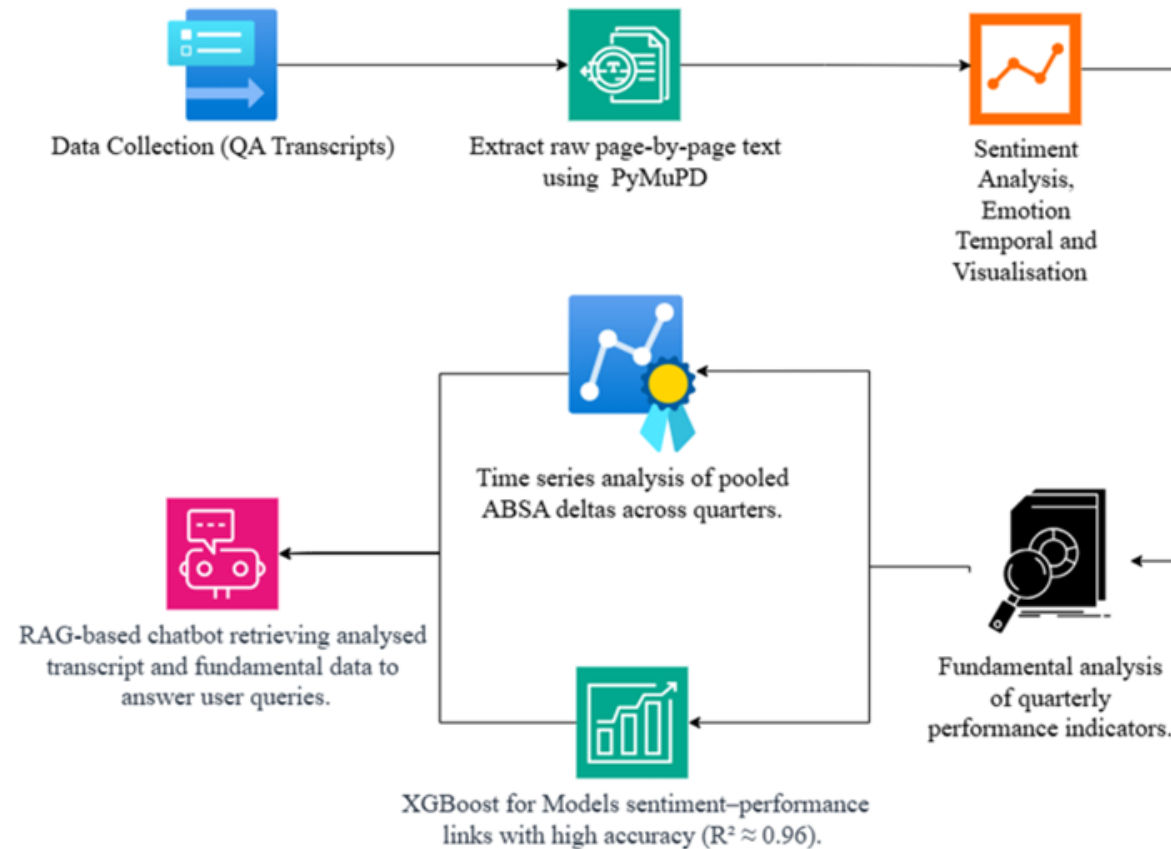 Data Collection (QA Transcripts)
Extract raw page-by-page text
using PyMuPD
Sentiment
Analysis,
Emotion
Temporal and
Visualisation
Time series analysis of pooled
ABSA deltas across quarters.
RAG-based chatbot retrieving analysed
transcript and fundamental data to
answer user queries.
Fundamental analysis
of quarterly
performance indicators.
XGBoost for Models sentiment–performance
links with high accuracy (R² ≈ 0.96).